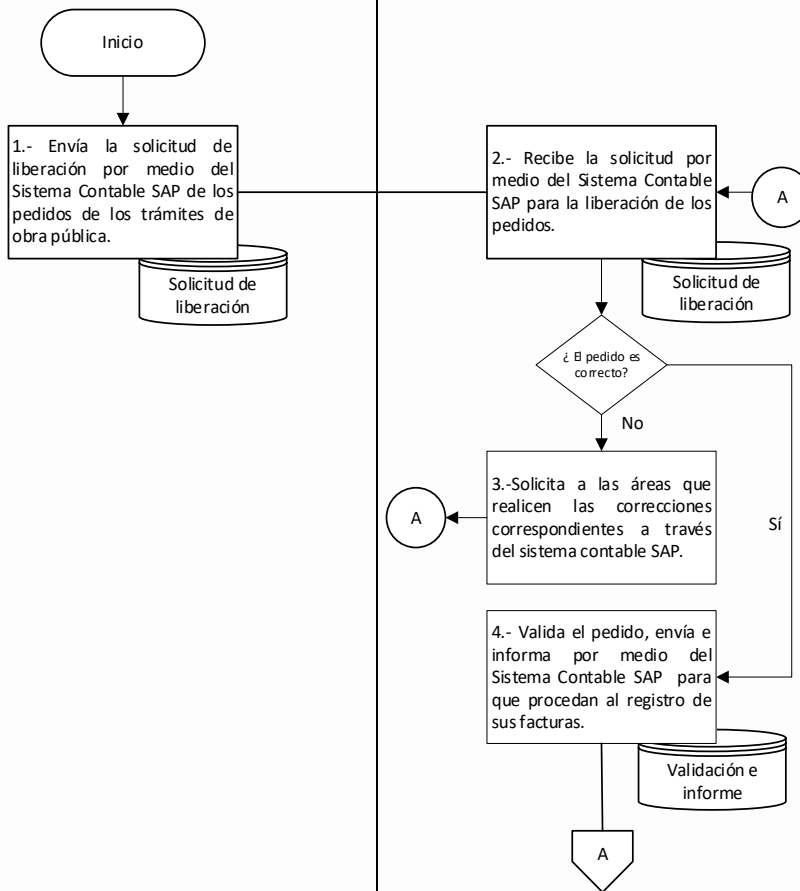 Inicio
1.- Envía la solicitud de
liberación por medio del
Sistema Contable SAP de los
pedidos de los trámites de
obra pública.
Solicitud de
liberación
2.- Recibe la solicitud por
medio del Sistema Contable
SAP para la liberación de los
pedidos.
A
Solicitud de
liberación
¿ El pedido es
correcto?
No
Sí
3.-Solicita a las áreas que
realicen las correcciones
correspondientes a través
del sistema contable SAP.
A
4.- Valida el pedido, envía e
informa por medio del
Sistema Contable SAP para
que procedan al registro de
sus facturas.
Validación e
informe
A